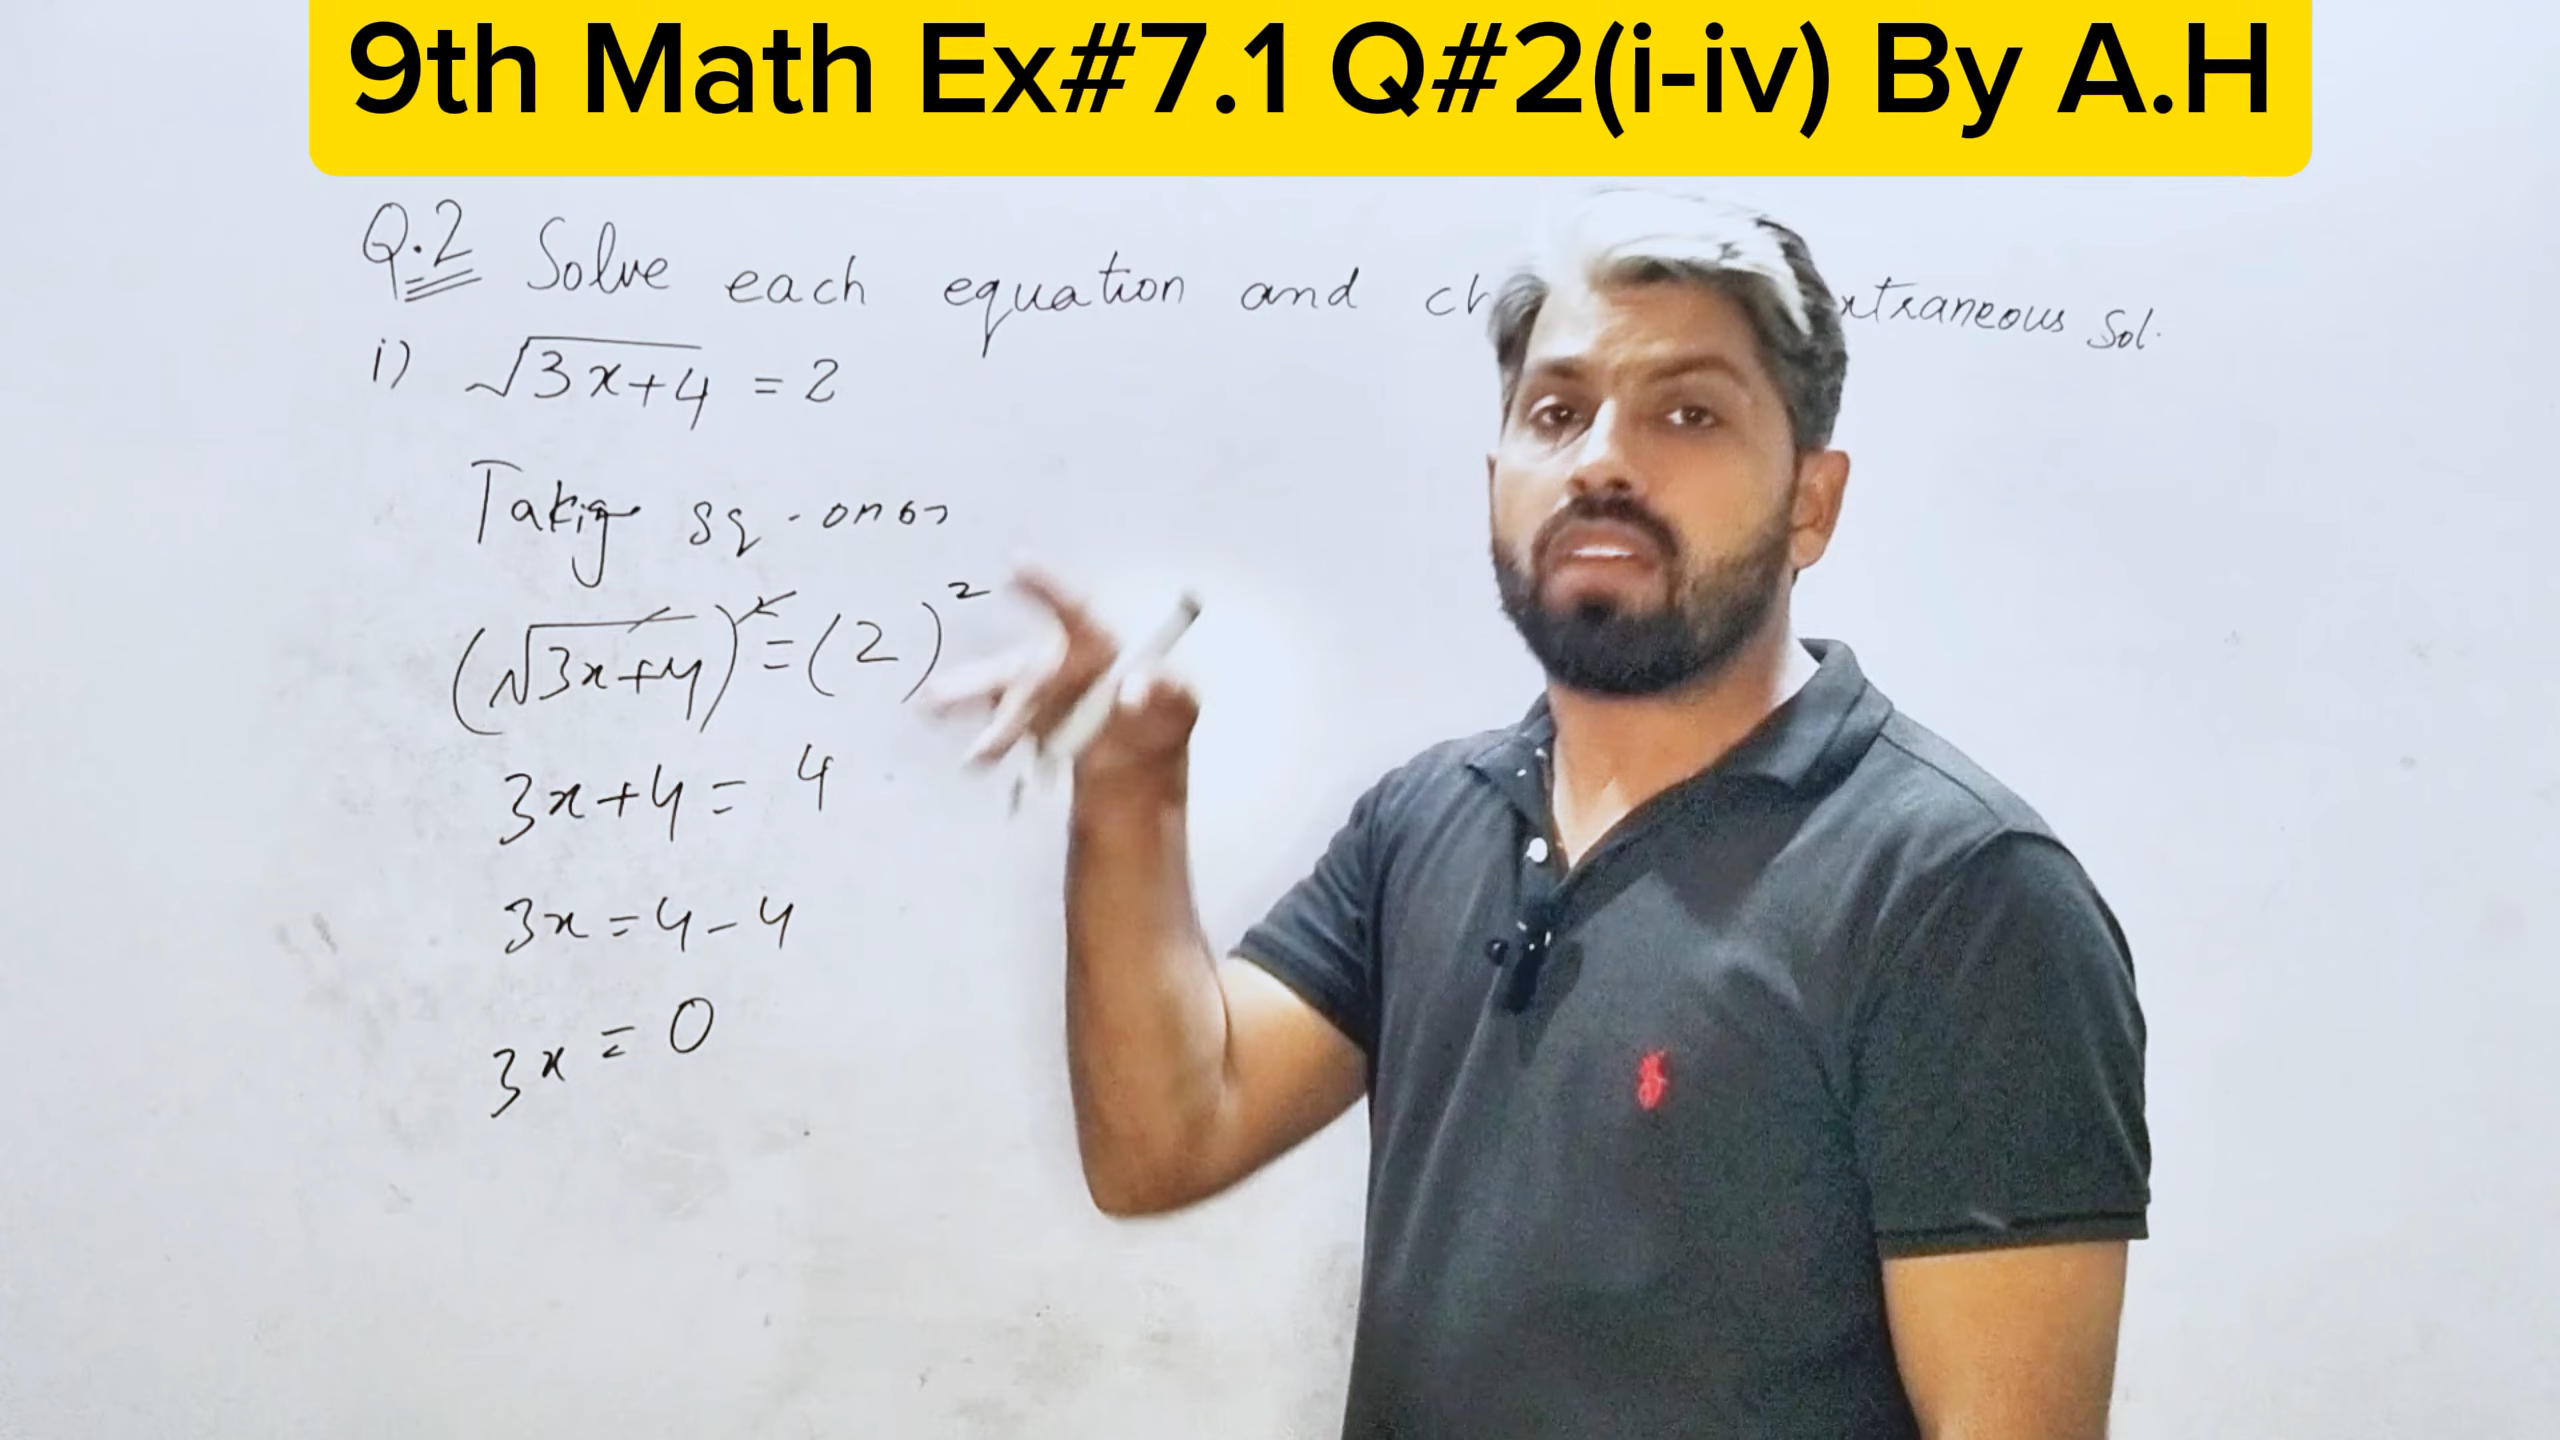 9th Math Ex#7.1 Q#2(i-iv) By A.H
Q.2 Solve each equation and ch xtraneous Sol.
i) √3x+4 = 2
Takig sq. on
(√3x+4)² = (2)²
3x+4 = 4
3x = 4-4
3x = 0